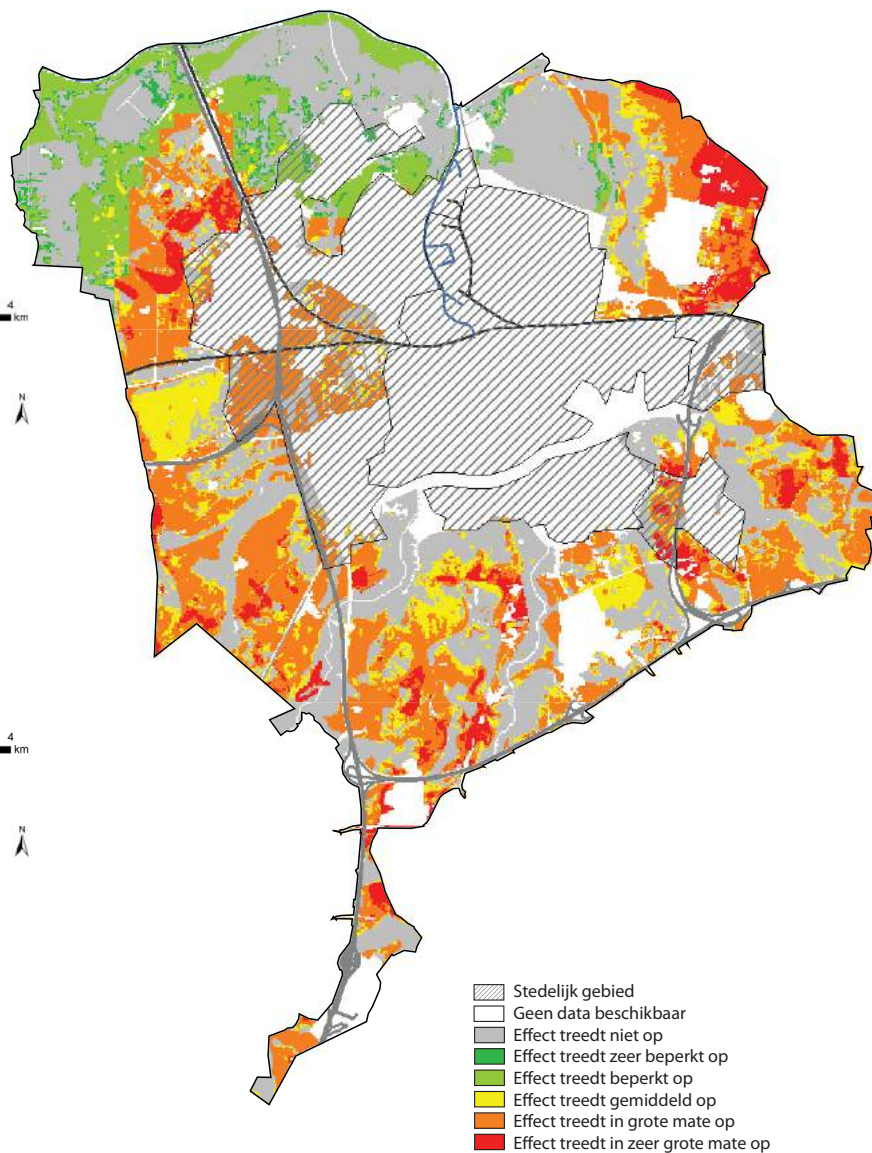 4
km
N
4
km
N
Stedelijk gebied
Geen data beschikbaar
Effect treedt niet op
Effect treedt zeer beperkt op
Effect treedt beperkt op
Effect treedt gemiddeld op
Effect treedt in grote mate op
Effect treedt in zeer grote mate op